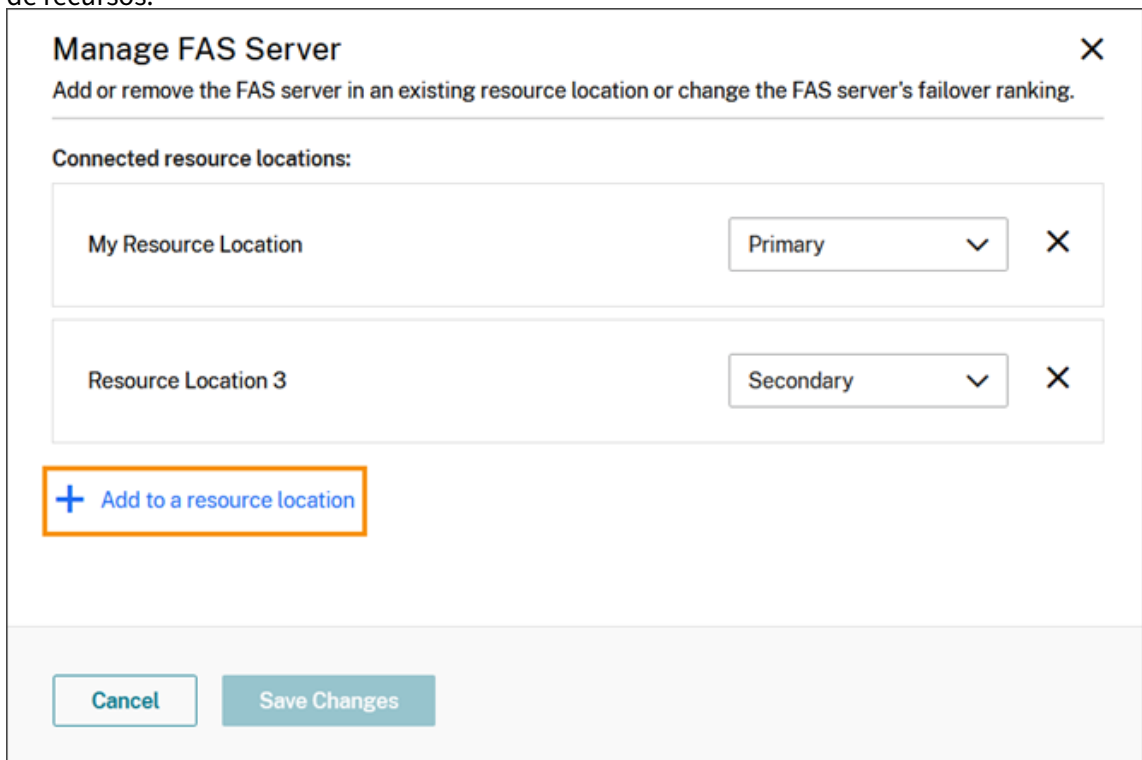 de recursos.
Manage FAS Server
Add or remove the FAS server in an existing resource location or change the FAS server's failover ranking.
Connected resource locations:
My Resource Location Primary
Resource Location 3 Secondary
+ Add to a resource location
Cancel Save Changes